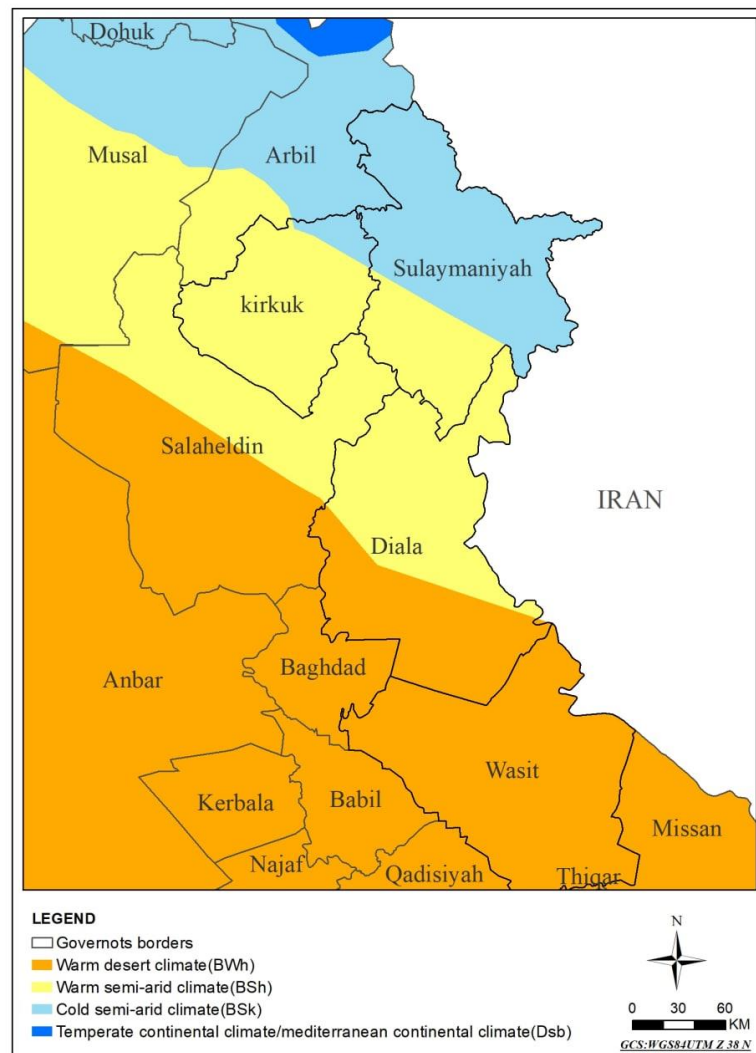 Dohuk
Musal
Arbil
Sulaymaniyah
kirkuk
Salaheldin
IRAN
Diala
Baghdad
Anbar
Wasit
Kerbala
Babil
Missan
Najaf
Qadisiyah
Thiqar
LEGEND
Governots borders
Warm desert climate(BWh)
Warm semi-arid climate(BSh)
Cold semi-arid climate(BSk)
Temperate continental climate/mediterranean continental climate(Dsb)
N
0 30 60
KM
GCS:WGS84UTM Z 38 N